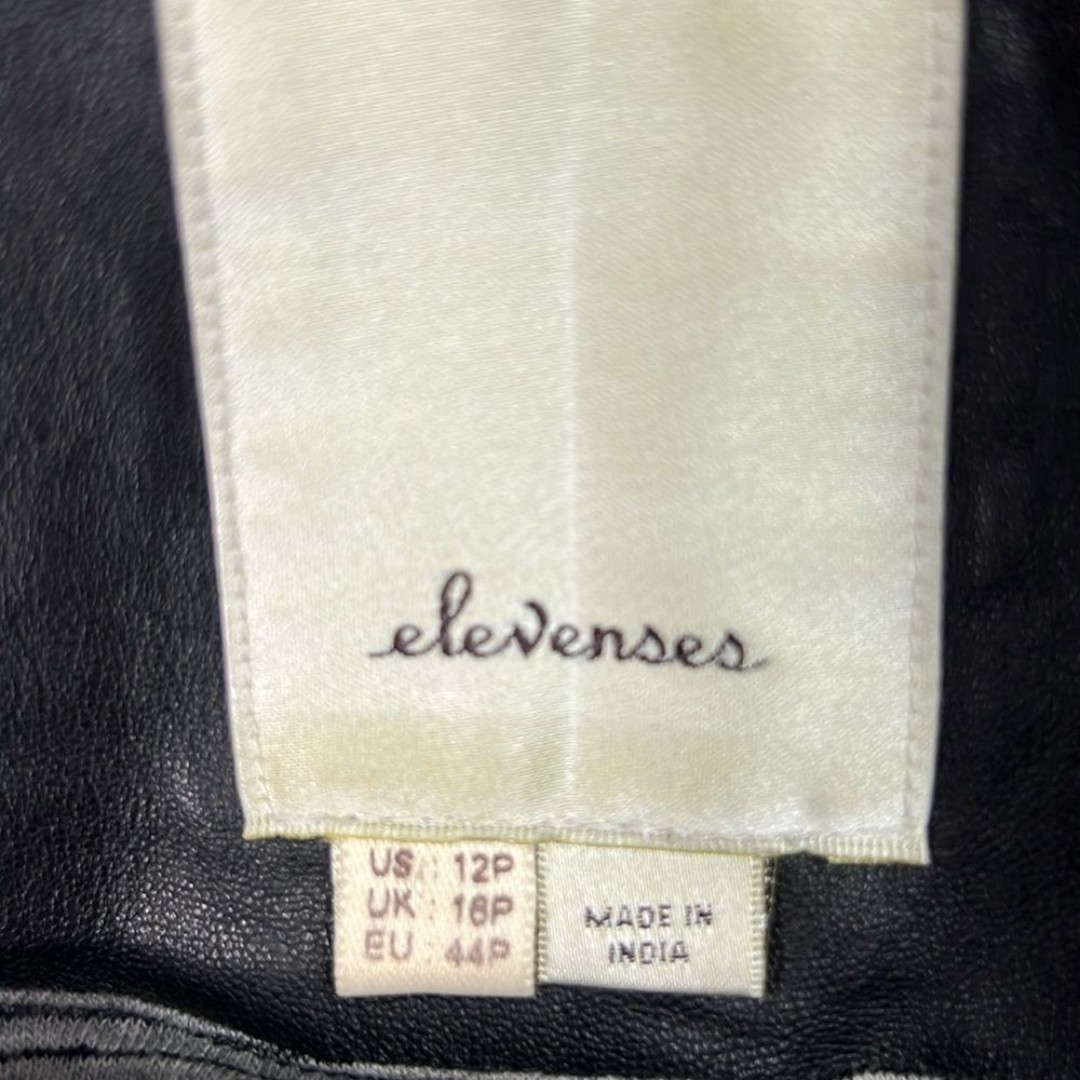 elevenses
US : 12P
UK : 16P
EU : 44P
MADE IN
INDIA